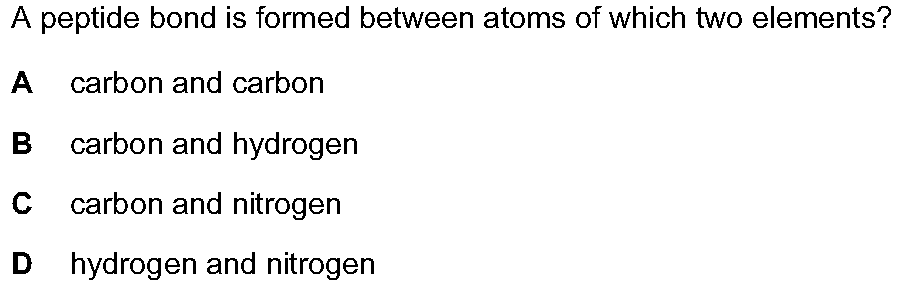 A peptide bond is formed between atoms of which two elements?
A carbon and carbon
B carbon and hydrogen
C carbon and nitrogen
D hydrogen and nitrogen